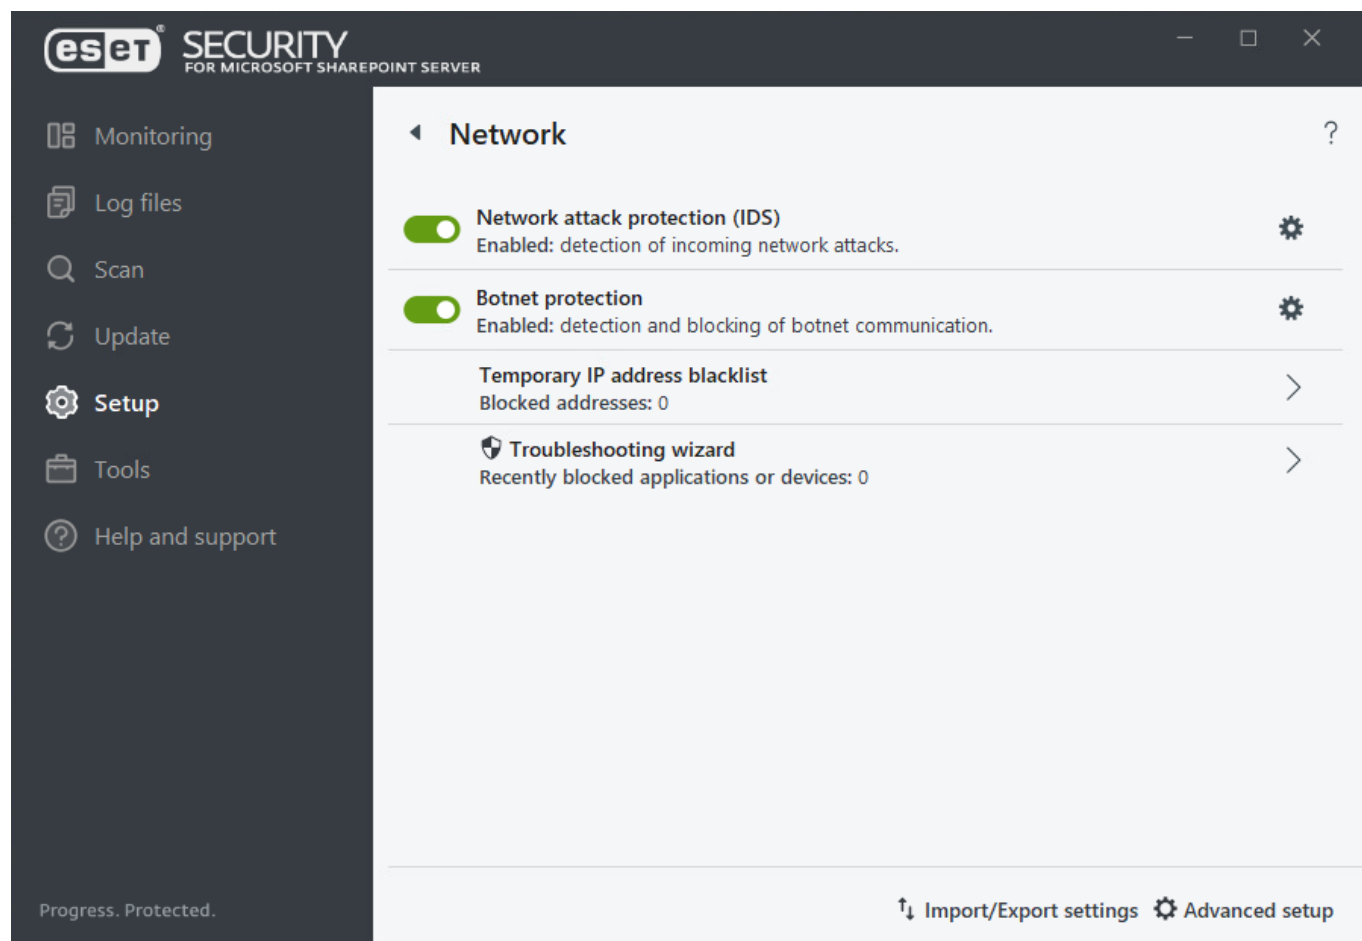 eset® SECURITY
FOR MICROSOFT SHAREPOINT SERVER
Monitoring
Log files
Scan
Update
Setup
Tools
Help and support
Progress. Protected.
Network
?
Network attack protection (IDS)
Enabled: detection of incoming network attacks.
Botnet protection
Enabled: detection and blocking of botnet communication.
Temporary IP address blacklist
Blocked addresses: 0
Troubleshooting wizard
Recently blocked applications or devices: 0
Import/Export settings Advanced setup